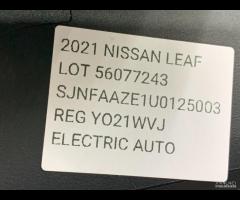 2021 NISSAN LEAF
LOT 56077243
SJNFAAZE1U0125003
REG YO21WVJ
ELECTRIC AUTO